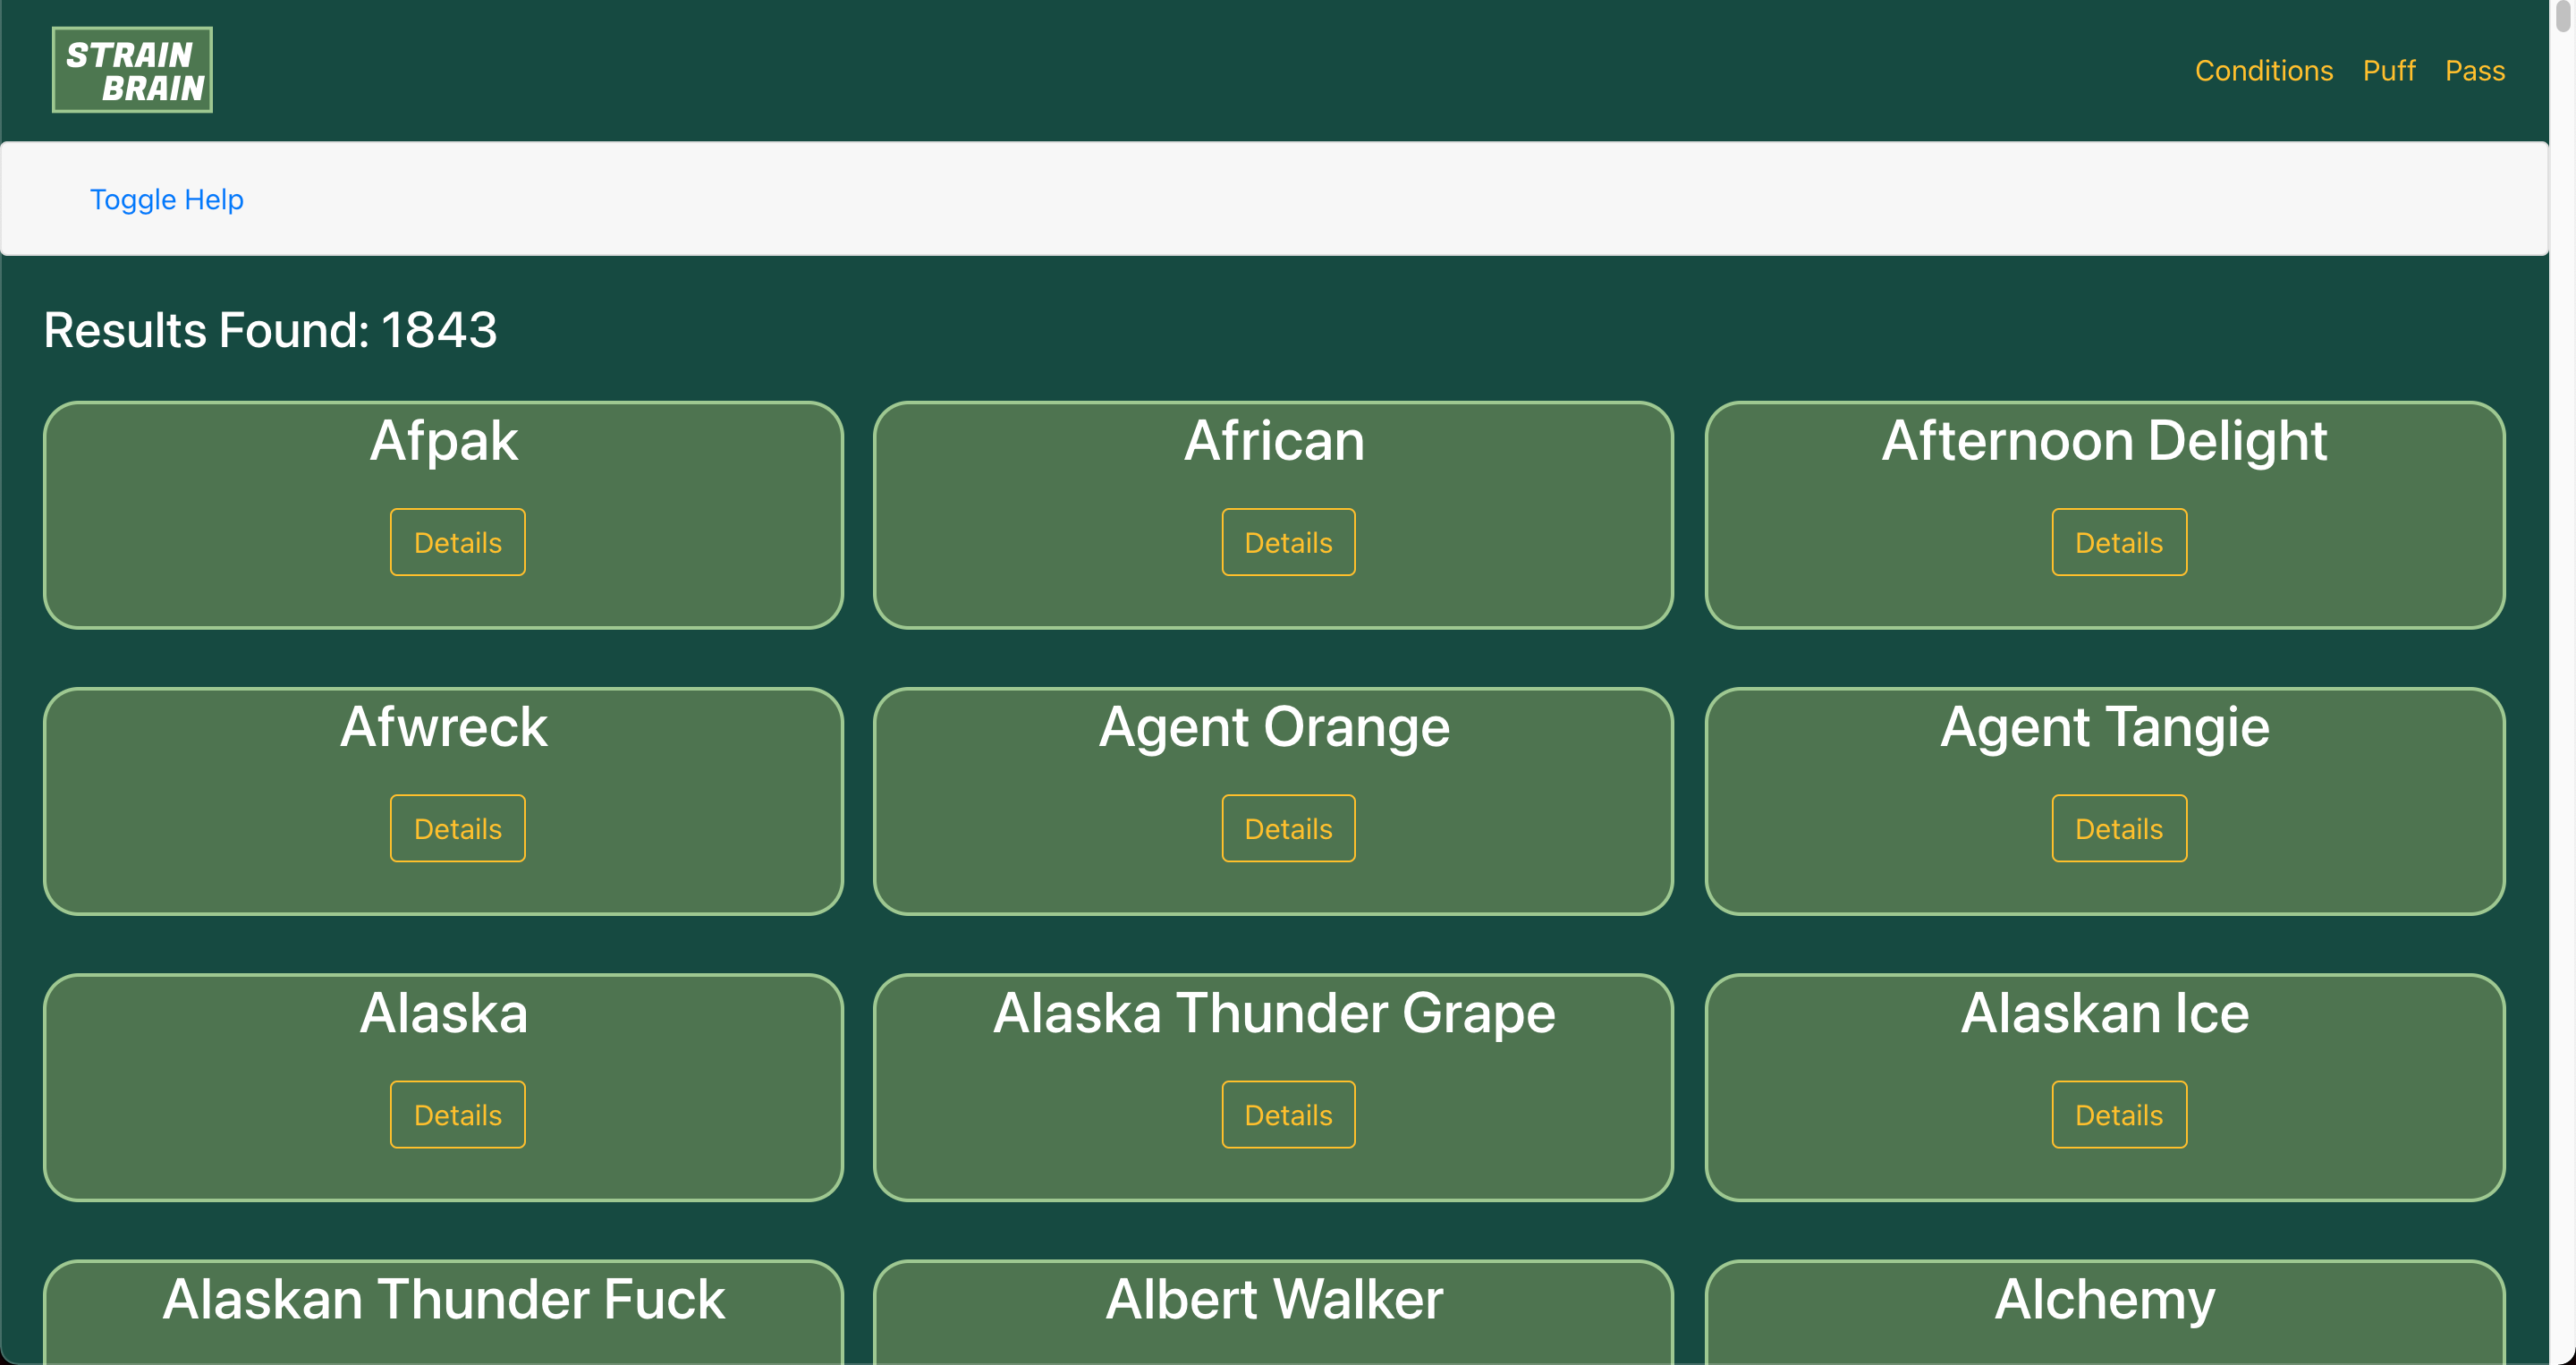 STRAIN
BRAIN
Conditions Puff Pass
Toggle Help
Results Found: 1843
Afpak
African
Afternoon Delight
Details
Details
Details
Afwreck
Agent Orange
Agent Tangie
Details
Details
Details
Alaska
Alaska Thunder Grape
Alaskan Ice
Details
Details
Details
Alaskan Thunder Fuck
Albert Walker
Alchemy